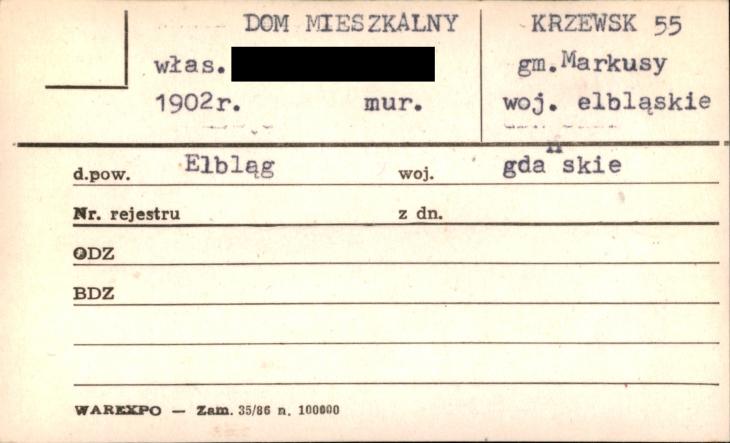 DOM MIESZKALNY KRZEWSK 55
włas. gm. Markusy
1902r. mur. woj. elbląskie
d.pow. Elbląg woj. gdańskie
Nr. rejestru z dn.
ODZ
BDZ
WAREXPO — Zam. 35/86 n. 100000